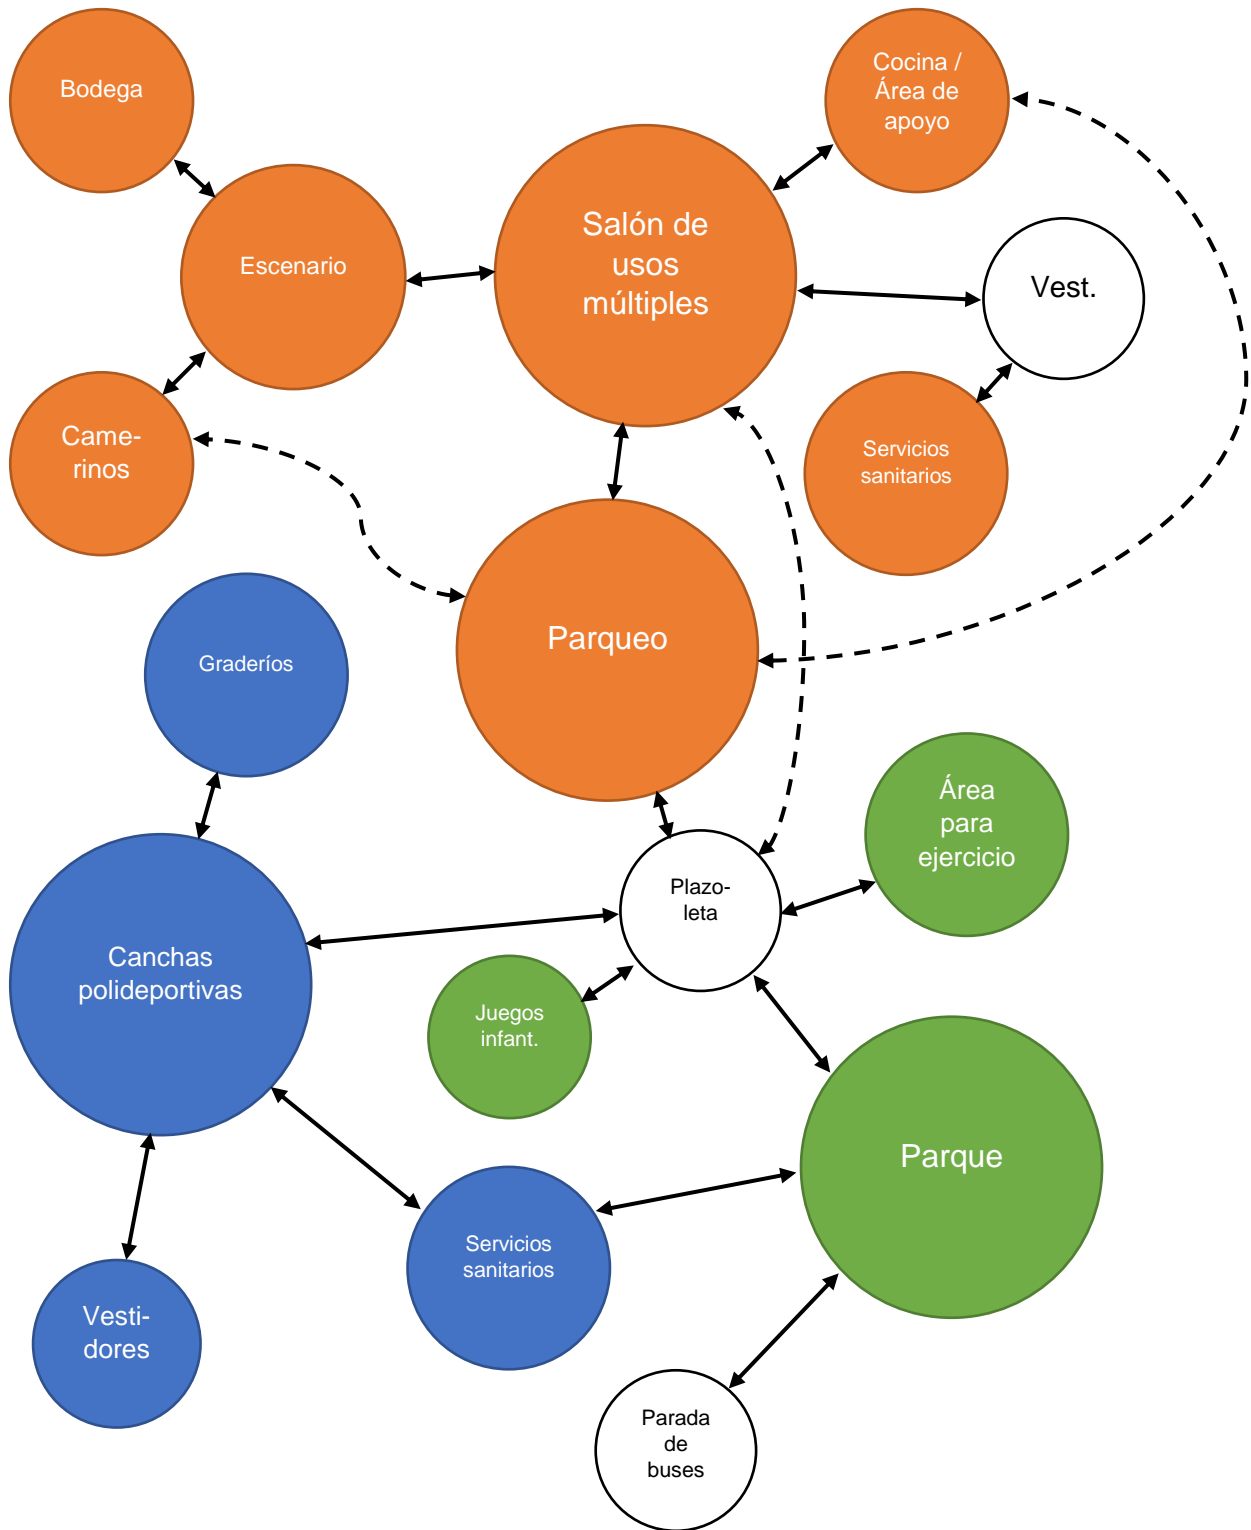 Bodega
Cocina /
Área de
apoyo
Escenario
Salón de
usos
múltiples
Vest.
Came-
rinos
Servicios
sanitarios
Parqueo
Graderíos
Área
para
ejercicio
Plazo-
leta
Canchas
polideportivas
Juegos
infant.
Parque
Servicios
sanitarios
Vesti-
dores
Parada
de
buses